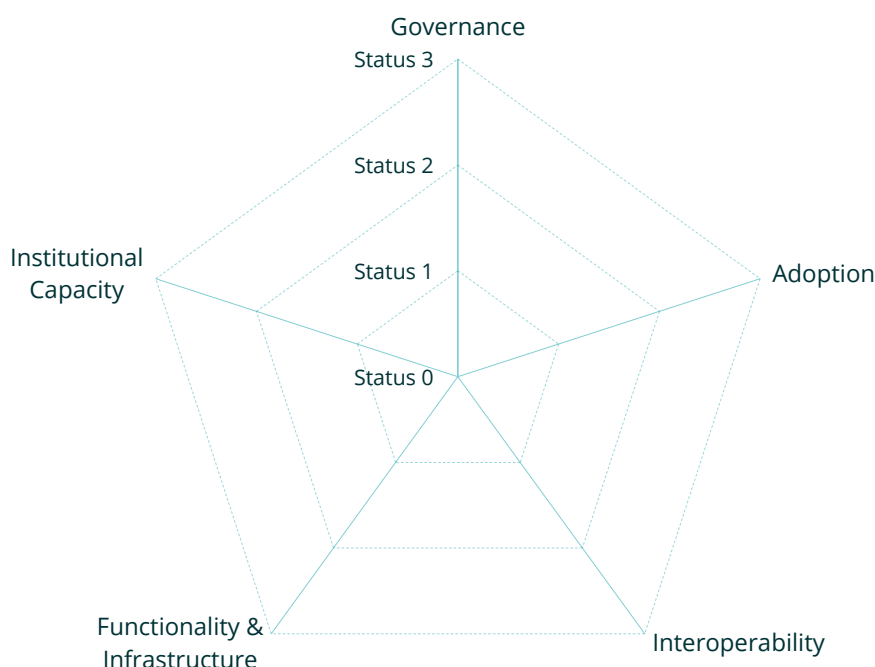 Governance
Status 3
Status 2
Institutional
Capacity
Status 1
Adoption
Status 0
Functionality &
Infrastructure
Interoperability